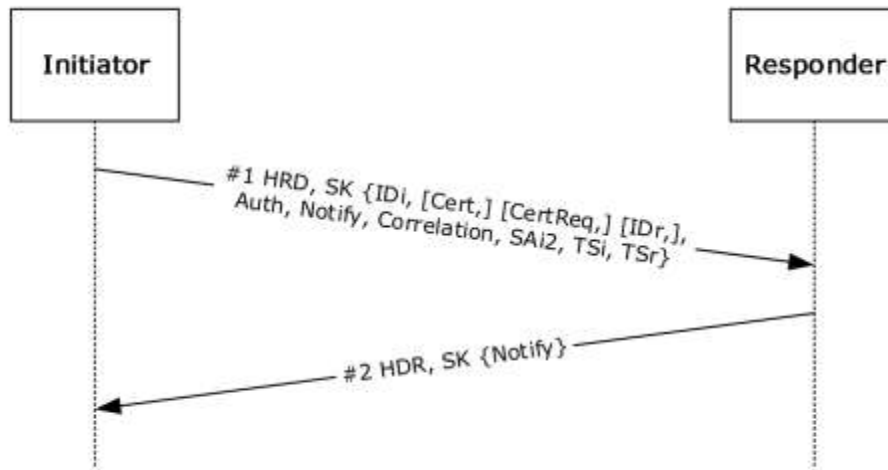 Initiator
Responder
#1 HRD, SK {IDi, [Cert,] [CertReq,] [IDr,],
Auth, Notify, Correlation, SAi2, TSi, TSr}
#2 HDR, SK {Notify}